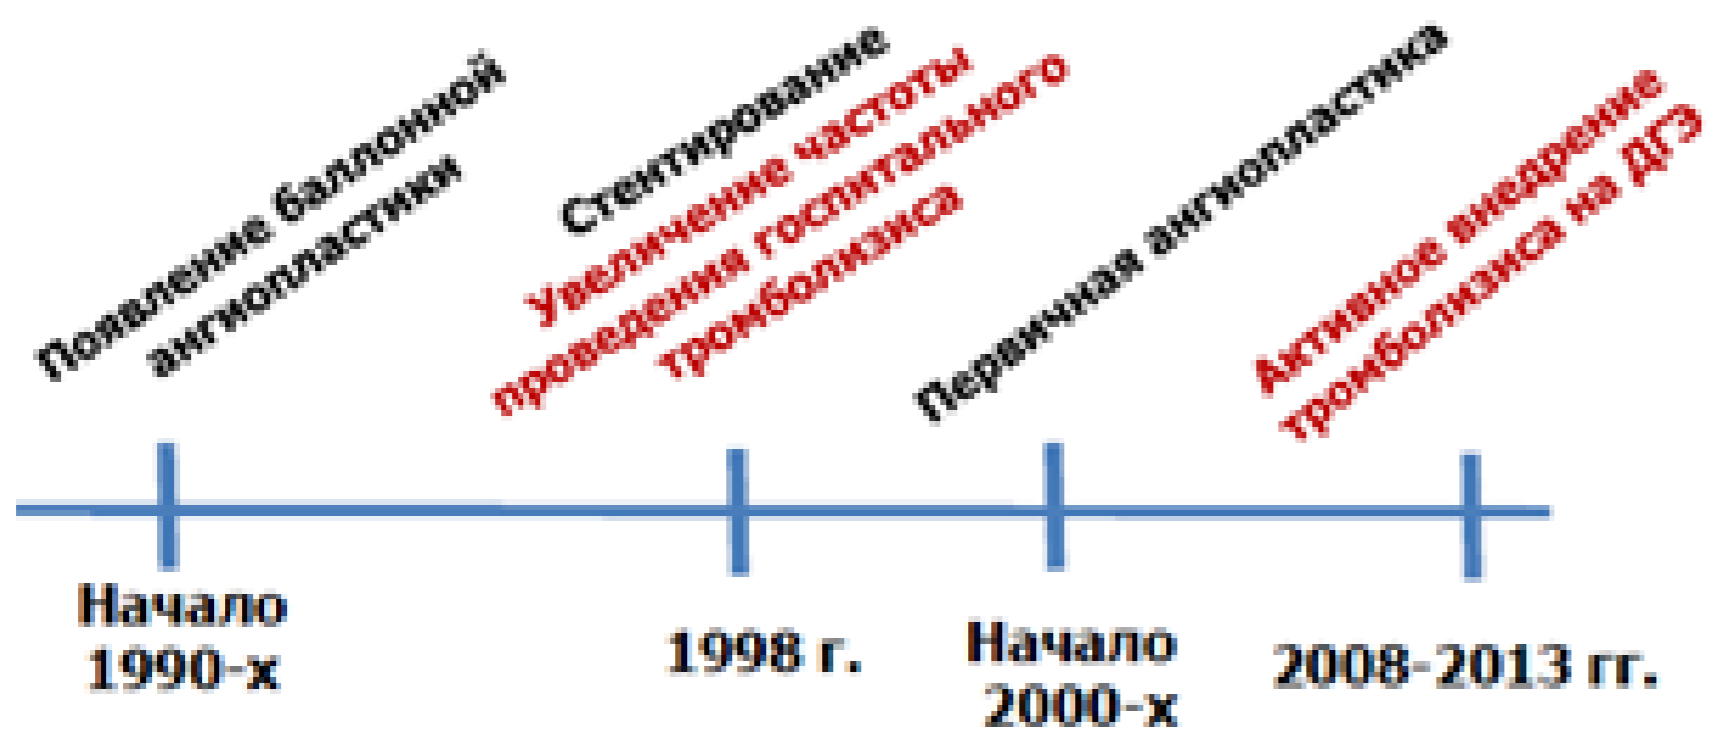 Появление баллонной
ангиопластики
Стентирование
Увеличение частоты
проведения госпитального
тромболизиса
Первичная ангиопластика
Активное внедрение
тромболизиса на ДГЭ
Начало
1990-х
1998 г.
Начало
2000-х
2008-2013 гг.